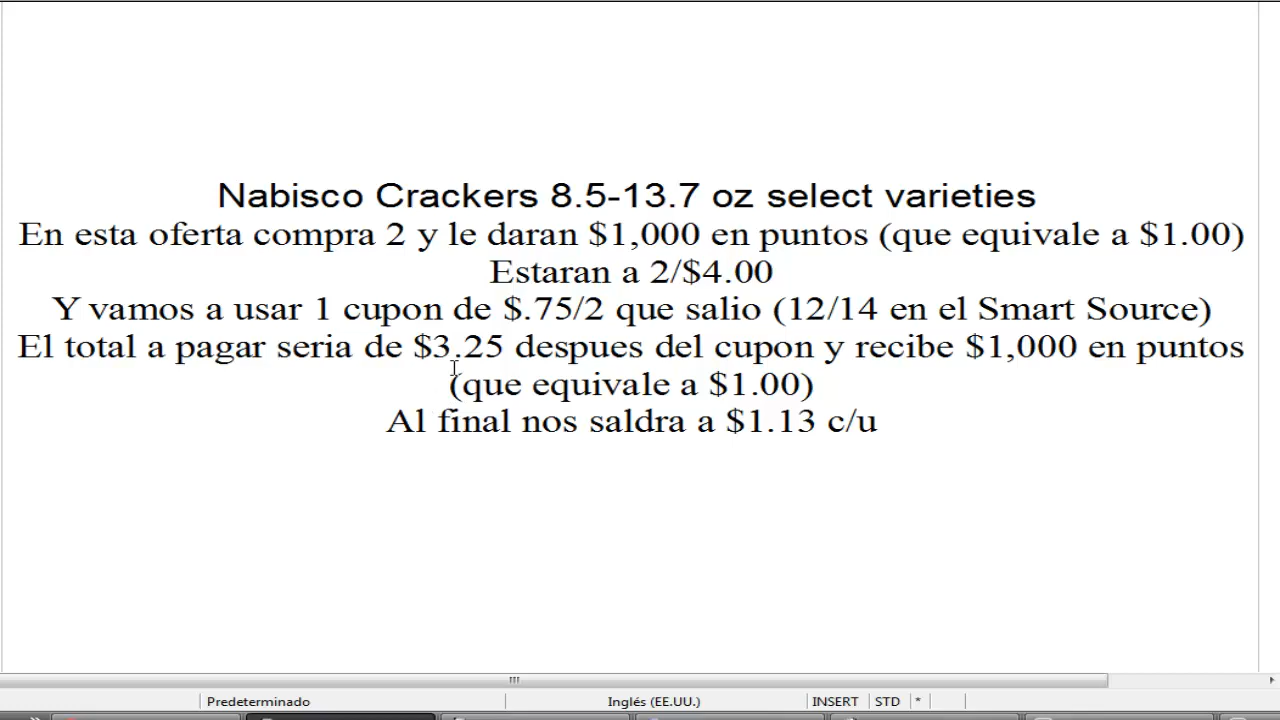 Nabisco Crackers 8.5-13.7 oz select varieties
En esta oferta compra 2 y le daran $1,000 en puntos (que equivale a $1.00)
Estaran a 2/$4.00
Y vamos a usar 1 cupon de $.75/2 que salio (12/14 en el Smart Source)
El total a pagar seria de $3.25 despues del cupon y recibe $1,000 en puntos
(que equivale a $1.00)
Al final nos saldra a $1.13 c/u
Predeterminado Inglés (EE.UU.) INSERT STD *